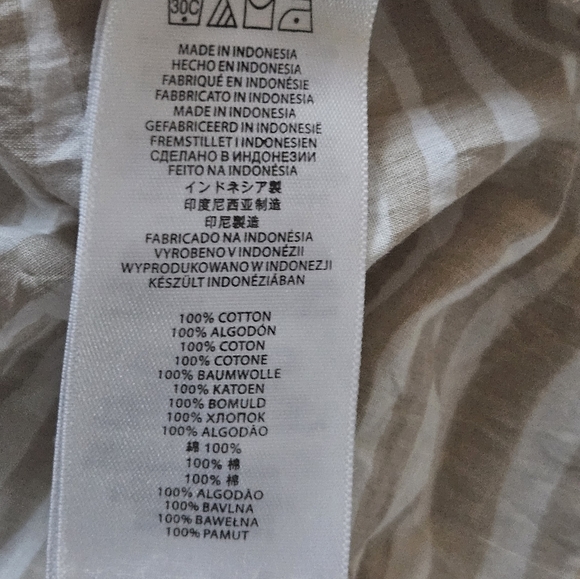 30C
MADE IN INDONESIA
HECHO EN INDONESIA
FABRIQUÉ EN INDONÉSIE
FABBRICATO IN INDONESIA
MADE IN INDONESIA
GEFABRICEERD IN INDONESIË
FREMSTILLET I INDONESIEN
СДЕЛАНО В ИНДОНЕЗИИ
FEITO NA INDONÉSIA
インドネシア製
印度尼西亚制造
印尼製造
FABRICADO NA INDONÉSIA
VYROBENO V INDONÉZII
WYPRODUKOWANO W INDONEZJI
KÉSZÜLT INDONÉZIÁBAN
100% COTTON
100% ALGODÓN
100% COTON
100% COTONE
100% BAUMWOLLE
100% KATOEN
100% BOMULD
100% ХЛОПОК
100% ALGODÃO
綿 100%
100% 棉
100% 棉
100% ALGODÃO
100% BAVLNA
100% BAWEŁNA
100% PAMUT